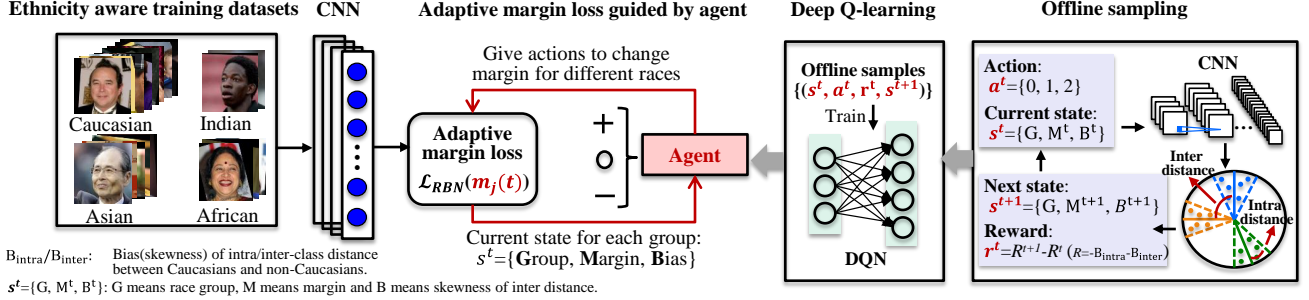 Ethnicity aware training datasets
CNN
Adaptive margin loss guided by agent
Deep Q-learning
Offline sampling
Caucasian
Indian
Asian
African
Give actions to change
margin for different races
Adaptive
margin loss
ℒ_RBN(m_j(t))
+
o
−
Agent
Current state for each group:
s^t={Group, Margin, Bias}
Offline samples
{(s^t, a^t, r^t, s^{t+1})}
Train
DQN
Action:
a^t={0, 1, 2}
Current state:
s^t={G, M^t, B^t}
CNN
Next state:
s^{t+1}={G, M^{t+1}, B^{t+1}}
Reward:
r^t=R^{t+1}-R^t (R=-B_intra-B_inter)
Inter
distance
Intra
distance
B_intra/B_inter: Bias(skewness) of intra/inter-class distance
between Caucasians and non-Caucasians.
s^t={G, M^t, B^t}: G means race group, M means margin and B means skewness of inter distance.